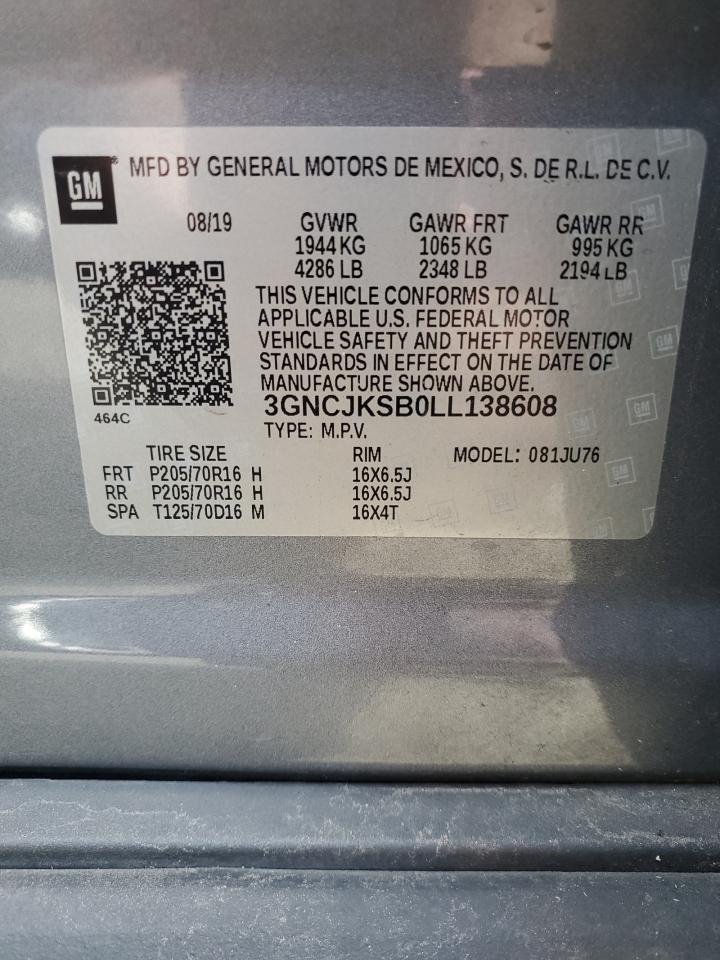 GM® MFD BY GENERAL MOTORS DE MEXICO, S. DE R.L. DE C.V.
08/19 GVWR GAWR FRT GAWR RR
1944 KG 1065 KG 995 KG
4286 LB 2348 LB 2194 LB
THIS VEHICLE CONFORMS TO ALL
APPLICABLE U.S. FEDERAL MOTOR
VEHICLE SAFETY AND THEFT PREVENTION
STANDARDS IN EFFECT ON THE DATE OF
MANUFACTURE SHOWN ABOVE.
464C 3GNCJKSB0LL138608
TYPE: M.P.V.
TIRE SIZE RIM MODEL: 081JU76
FRT P205/70R16 H 16X6.5J
RR P205/70R16 H 16X6.5J
SPA T125/70D16 M 16X4T